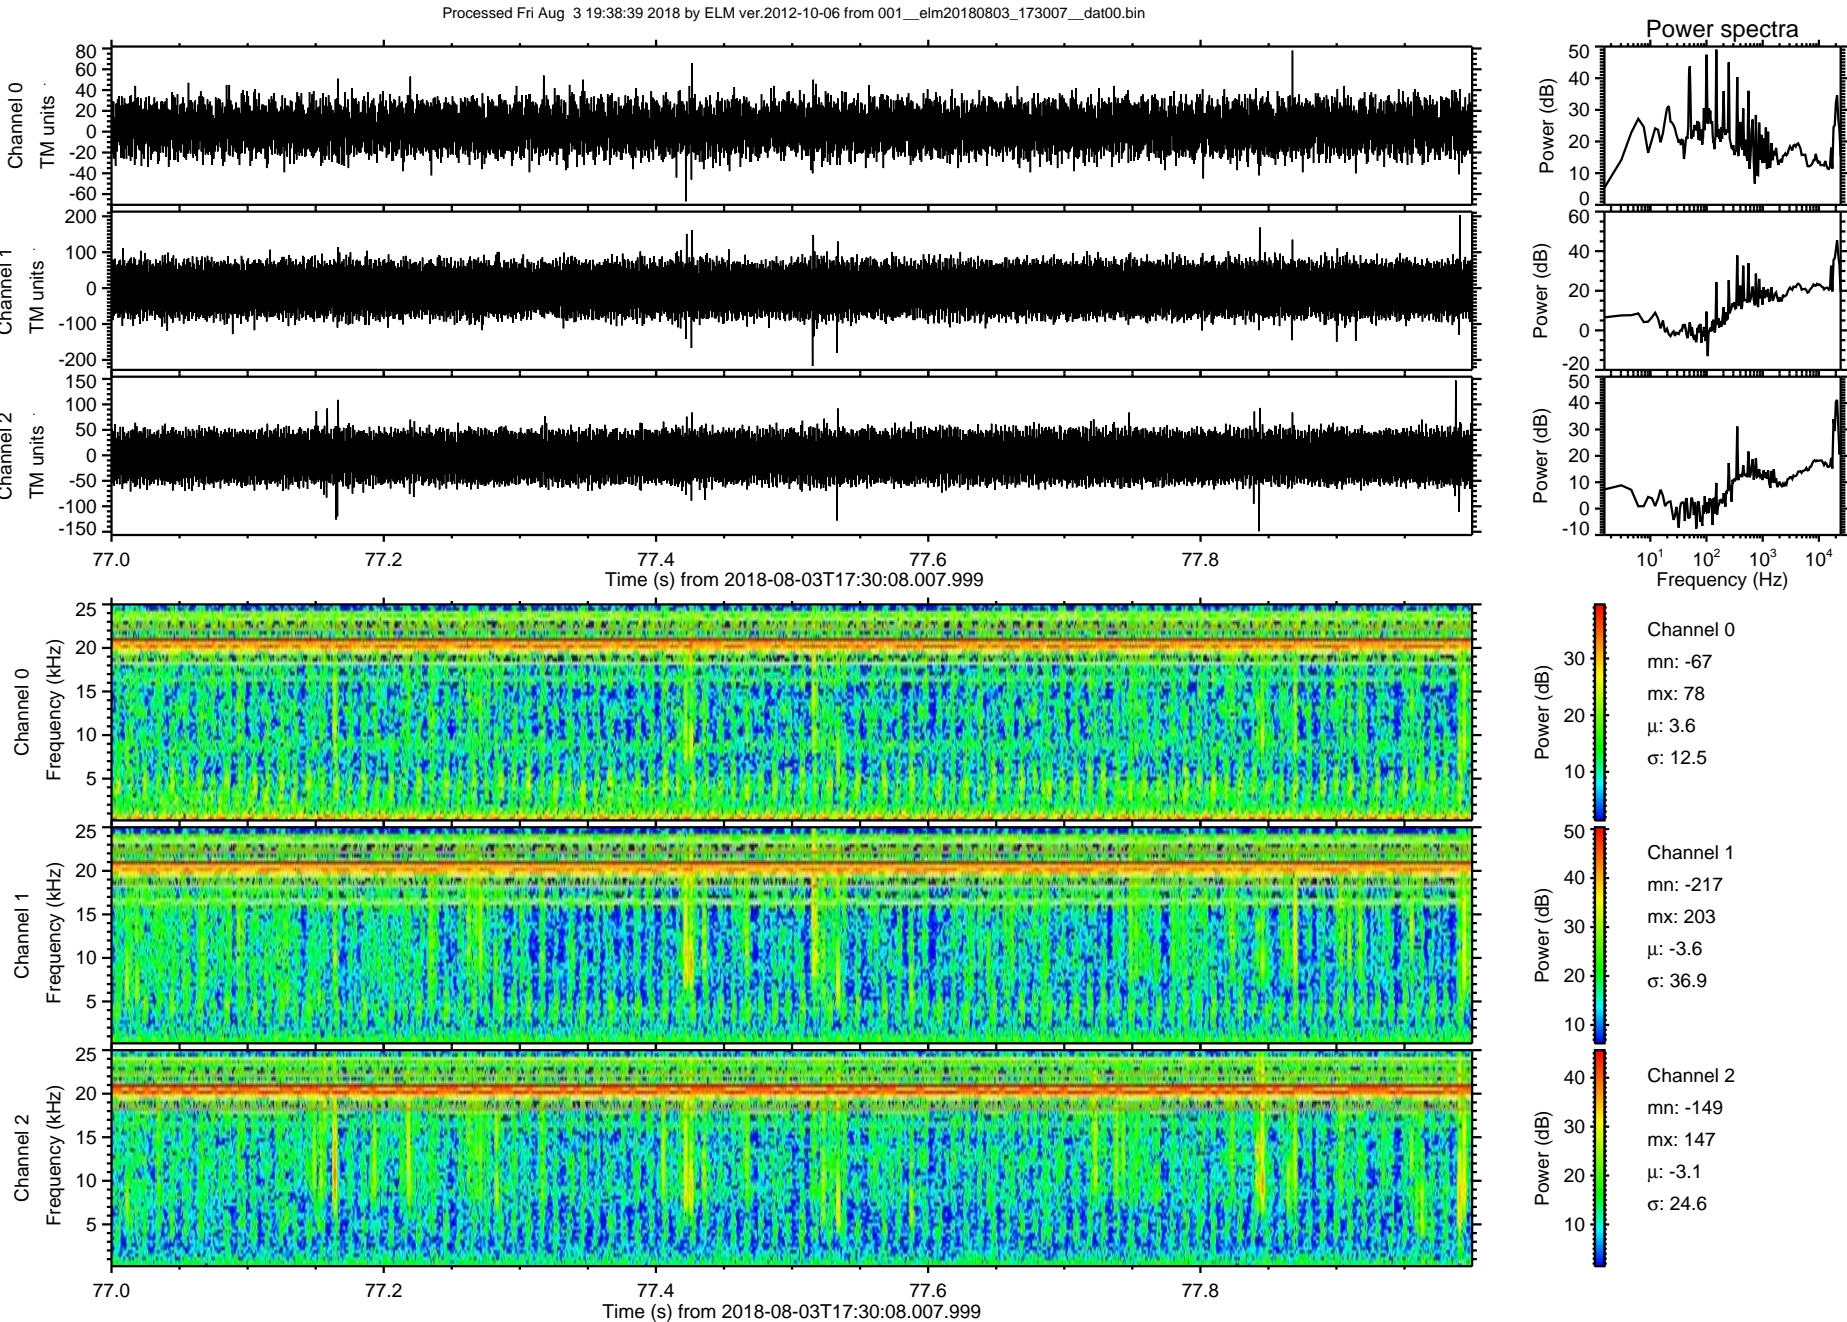 Processed Fri Aug  3 19:38:39 2018 by ELM ver.2012-10-06 from 001__elm20180803_173007__dat00.bin
Power spectra
Channel 0
TM units
80
60
40
20
0
-20
-40
-60
Power (dB)
50
40
30
20
10
0
Channel 1
TM units
200
100
0
-100
-200
Power (dB)
60
40
20
0
-20
Channel 2
TM units
150
100
50
0
-50
-100
-150
Power (dB)
50
40
30
20
10
0
-10
77.0 77.2 77.4 77.6 77.8
Time (s) from 2018-08-03T17:30:08.007.999
10^1 10^2 10^3 10^4
Frequency (Hz)
Channel 0
Frequency (kHz)
25
20
15
10
5
Power (dB)
30
20
10
Channel 0
mn: -67
mx: 78
μ: 3.6
σ: 12.5
Channel 1
Frequency (kHz)
25
20
15
10
5
Power (dB)
50
40
30
20
10
Channel 1
mn: -217
mx: 203
μ: -3.6
σ: 36.9
Channel 2
Frequency (kHz)
25
20
15
10
5
Power (dB)
40
30
20
10
Channel 2
mn: -149
mx: 147
μ: -3.1
σ: 24.6
77.0 77.2 77.4 77.6 77.8
Time (s) from 2018-08-03T17:30:08.007.999